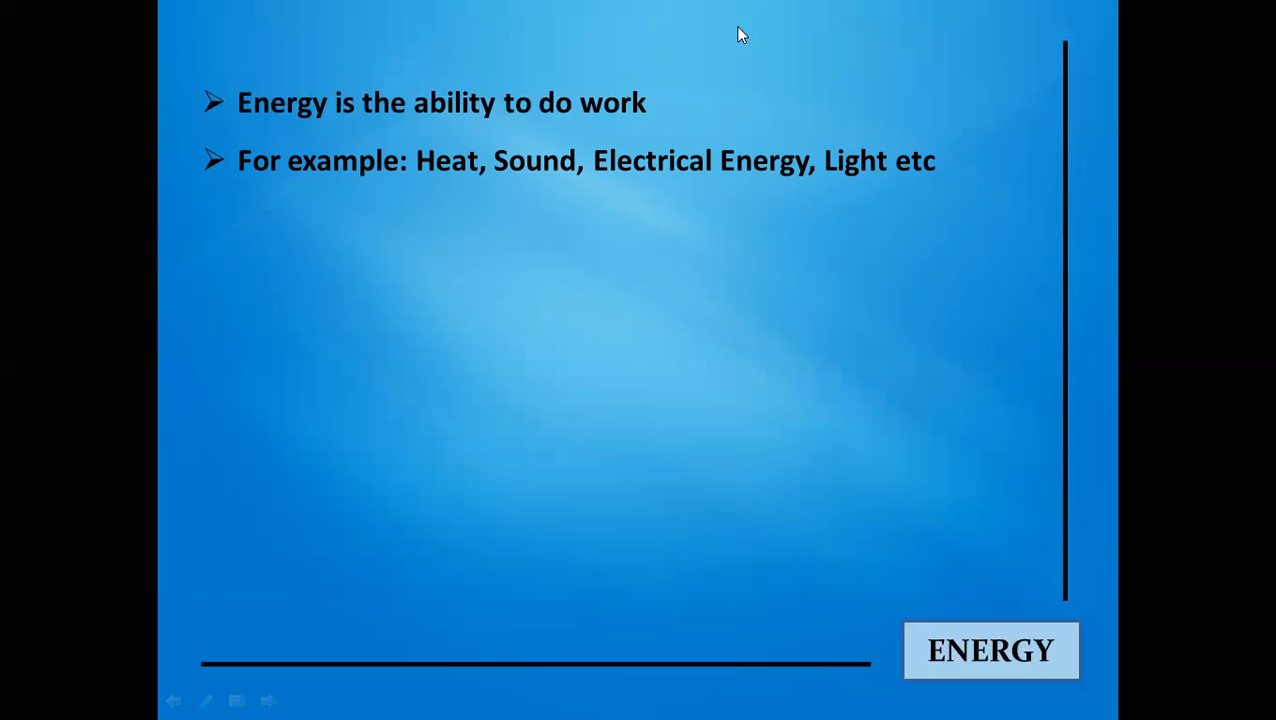 Energy is the ability to do work
For example: Heat, Sound, Electrical Energy, Light etc
ENERGY